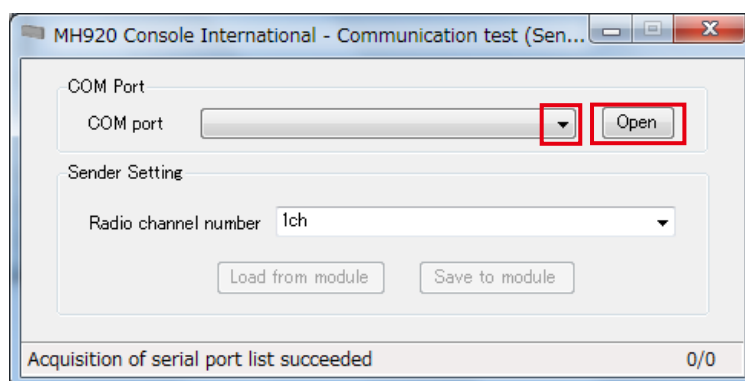 MH920 Console International - Communication test (Sen...
COM Port
COM port
Open
Sender Setting
Radio channel number 1ch
Load from module Save to module
Acquisition of serial port list succeeded 0/0